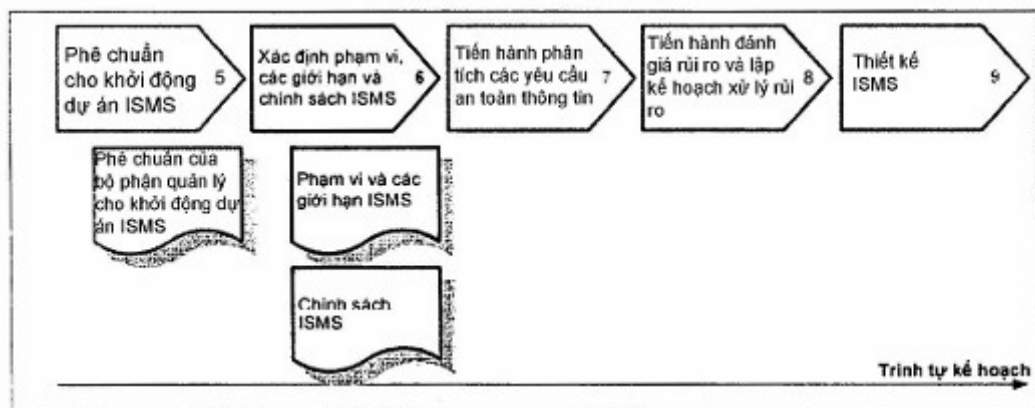 Phê chuẩn
cho khởi động
dự án ISMS
5
Xác định phạm vi,
các giới hạn và
chính sách ISMS
6
Tiến hành phân
tích các yêu cầu
an toàn thông tin
7
Tiến hành đánh
giá rủi ro và lập
kế hoạch xử lý rủi
ro
8
Thiết kế
ISMS
9
Phê chuẩn của
bộ phận quản lý
cho khởi động dự
án ISMS
Phạm vi và các
giới hạn ISMS
Chính sách
ISMS
Trình tự kế hoạch